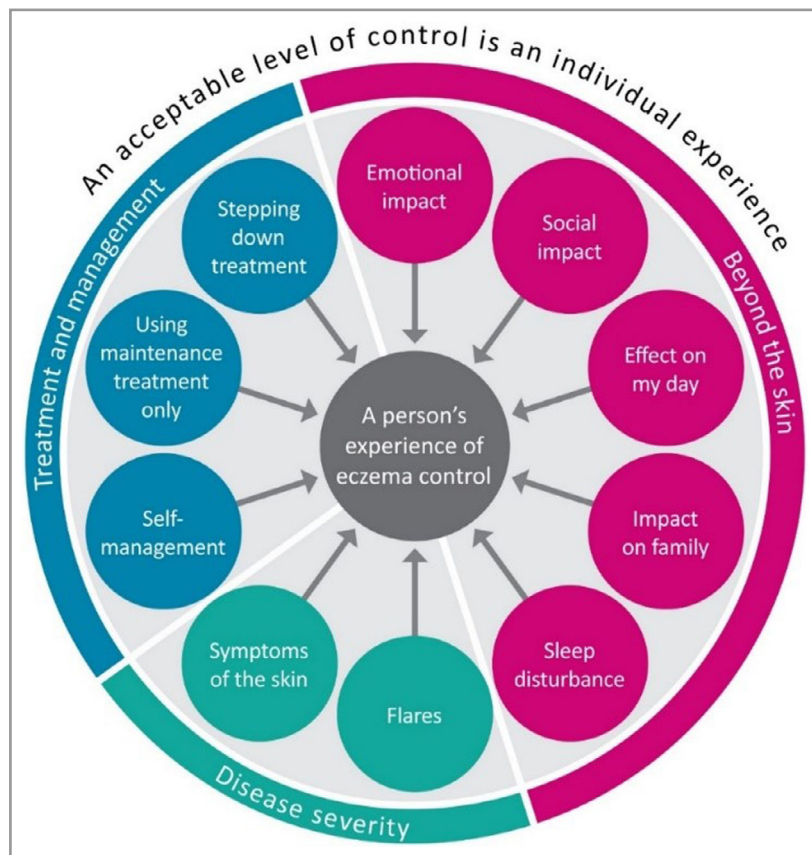 An acceptable level of control is an individual experience
Treatment and management
Beyond the skin
Disease severity
Emotional
impact
Social
impact
Effect on
my day
Impact
on family
Sleep
disturbance
Flares
Symptoms
of the skin
Self-
management
Using
maintenance
treatment
only
Stepping
down
treatment
A person’s
experience of
eczema control